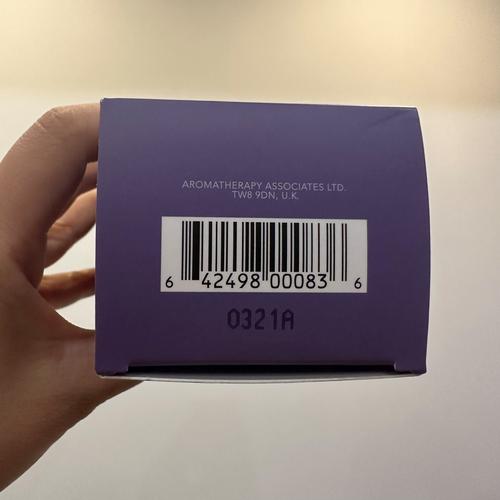 AROMATHERAPY ASSOCIATES LTD.
TW8 9DN, U.K.
6 42498 00083 6
0321A